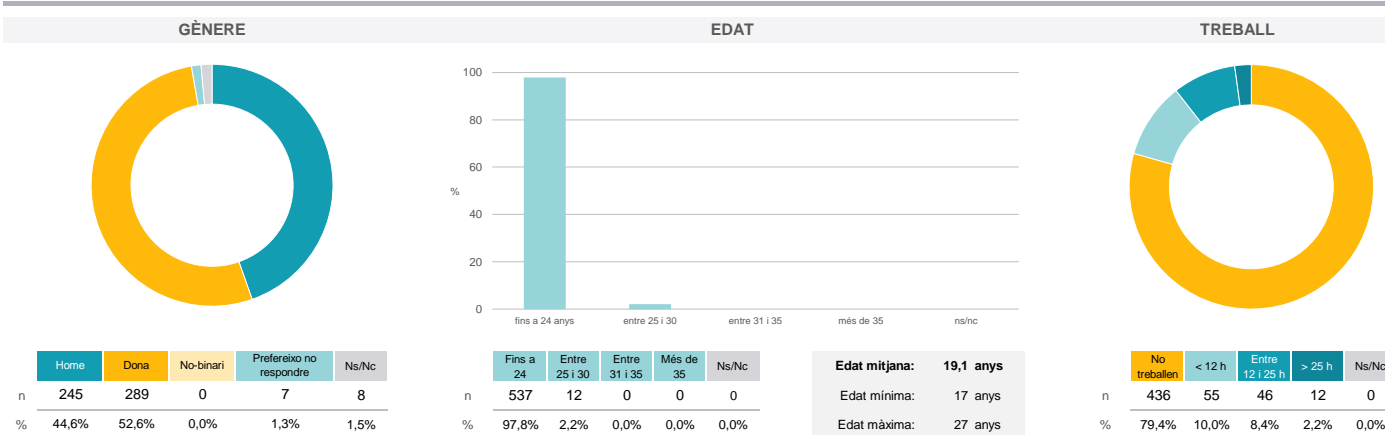 GÈNERE
EDAT
TREBALL
100
80
60
%
40
20
0
fins a 24 anys entre 25 i 30 entre 31 i 35 més de 35 ns/nc
Home Dona No-binari Prefereixo no respondre Ns/Nc
n 245 289 0 7 8
% 44,6% 52,6% 0,0% 1,3% 1,5%
Fins a 24 Entre 25 i 30 Entre 31 i 35 Més de 35 Ns/Nc
n 537 12 0 0 0
% 97,8% 2,2% 0,0% 0,0% 0,0%
Edat mitjana: 19,1 anys
Edat mínima: 17 anys
Edat màxima: 27 anys
No treballen < 12 h Entre 12 i 25 h > 25 h Ns/Nc
n 436 55 46 12 0
% 79,4% 10,0% 8,4% 2,2% 0,0%